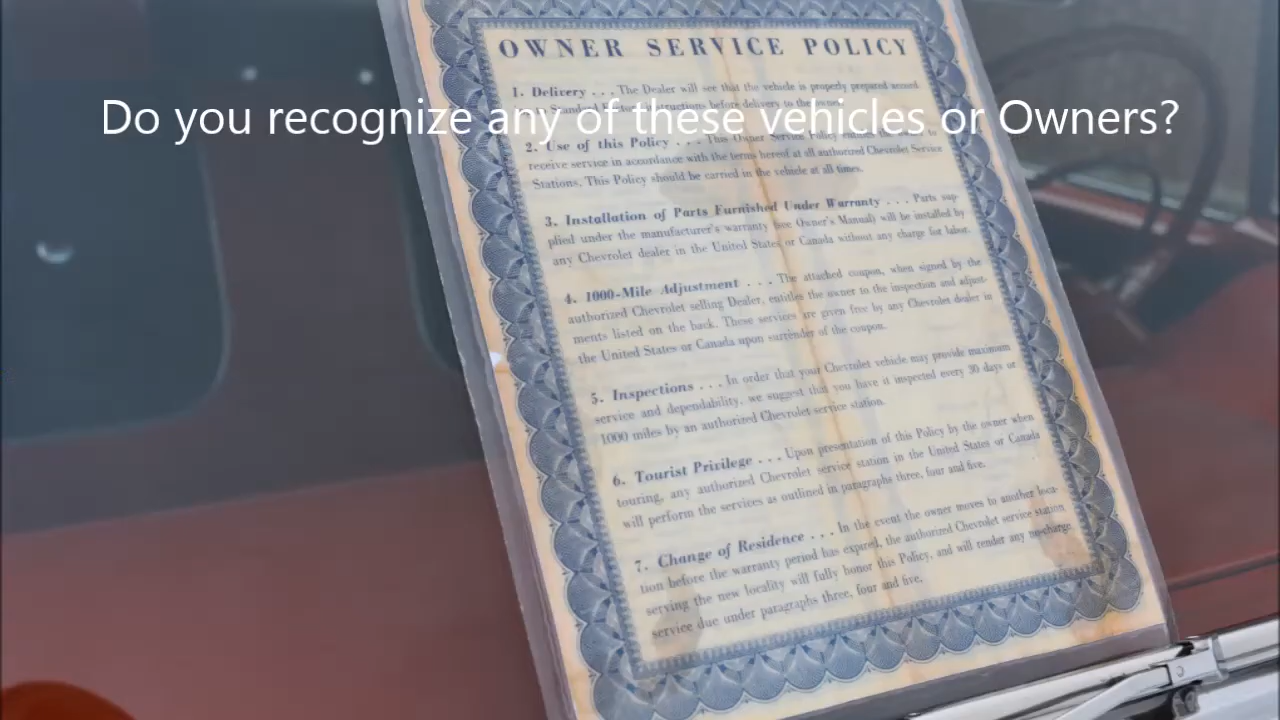 OWNER SERVICE POLICY
1. Delivery . . . The Dealer will see that the vehicle is properly prepared
instructions before delivery to the owner.
Do you recognize any of these vehicles or Owners?
2. Use of this Policy . . . This Owner Service Policy entitles to
receive service in accordance with the terms hereof at all authorized Chevrolet Service
Stations. This Policy should be carried in the vehicle at all times.
3. Installation of Parts Furnished Under Warranty . . . Parts sup-
plied under the manufacturer's warranty (see Owner's Manual) will be installed by
any Chevrolet dealer in the United States or Canada without any charge for labor.
4. 1000-Mile Adjustment . . . The attached coupon, when signed by the
authorized Chevrolet selling Dealer, entitles the owner to the inspection and adjust-
ments listed on the back. These services are given free by any Chevrolet dealer in
the United States or Canada upon surrender of the coupon.
5. Inspections . . . In order that your Chevrolet vehicle may provide maximum
service and dependability, we suggest that you have it inspected every 30 days or
1000 miles by an authorized Chevrolet service station.
6. Tourist Privilege . . . Upon presentation of this Policy by the owner when
touring, any authorized Chevrolet service station in the United States or Canada
will perform the services as outlined in paragraphs three, four and five.
7. Change of Residence . . . In the event the owner moves to another loca-
tion before the warranty period has expired, the authorized Chevrolet service station
serving the new locality will fully honor this Policy, and will render any no-charge
service due under paragraphs three, four and five.